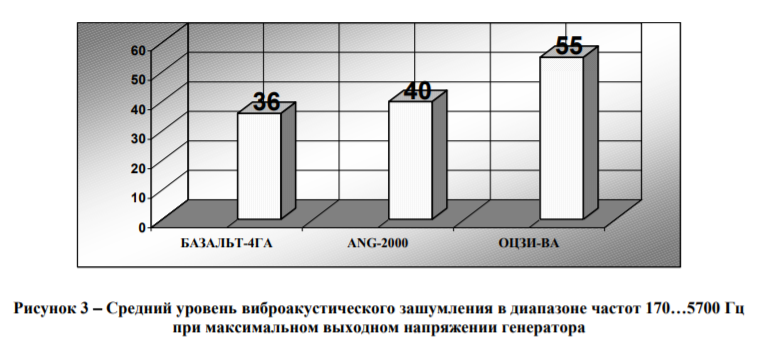 60
50
40
30
20
10
0
36
40
55
БАЗАЛЬТ-4ГА
ANG-2000
ОЦЗИ-ВА
Рисунок 3 – Средний уровень виброакустического зашумления в диапазоне частот 170…5700 Гц
при максимальном выходном напряжении генератора